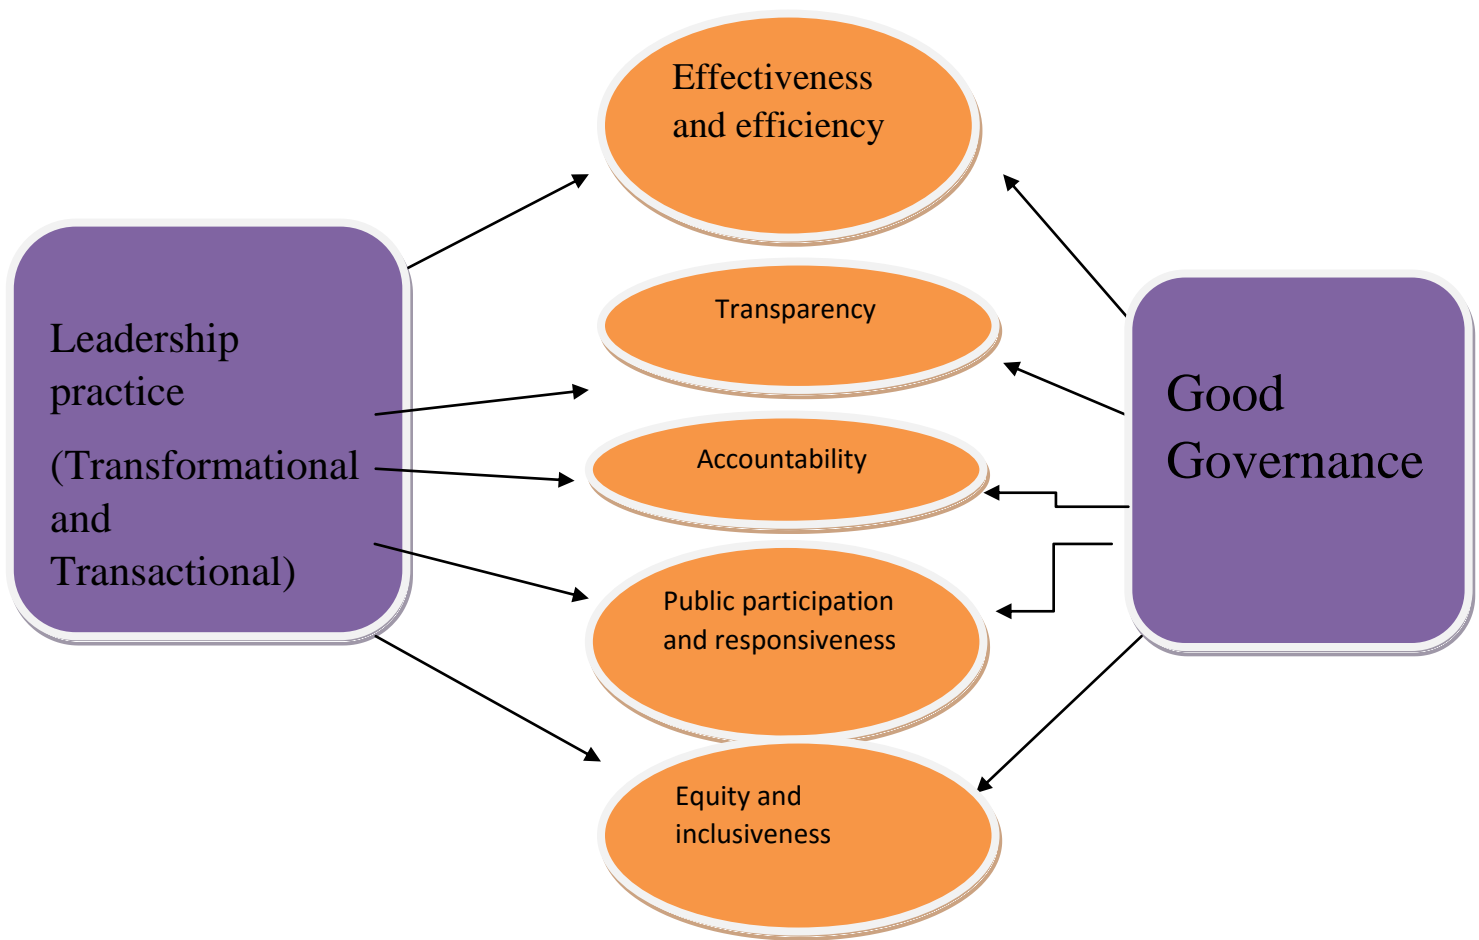 Effectiveness
and efficiency
Transparency
Leadership
practice
(Transformational
and
Transactional)
Accountability
Good
Governance
Public participation
and responsiveness
Equity and
inclusiveness